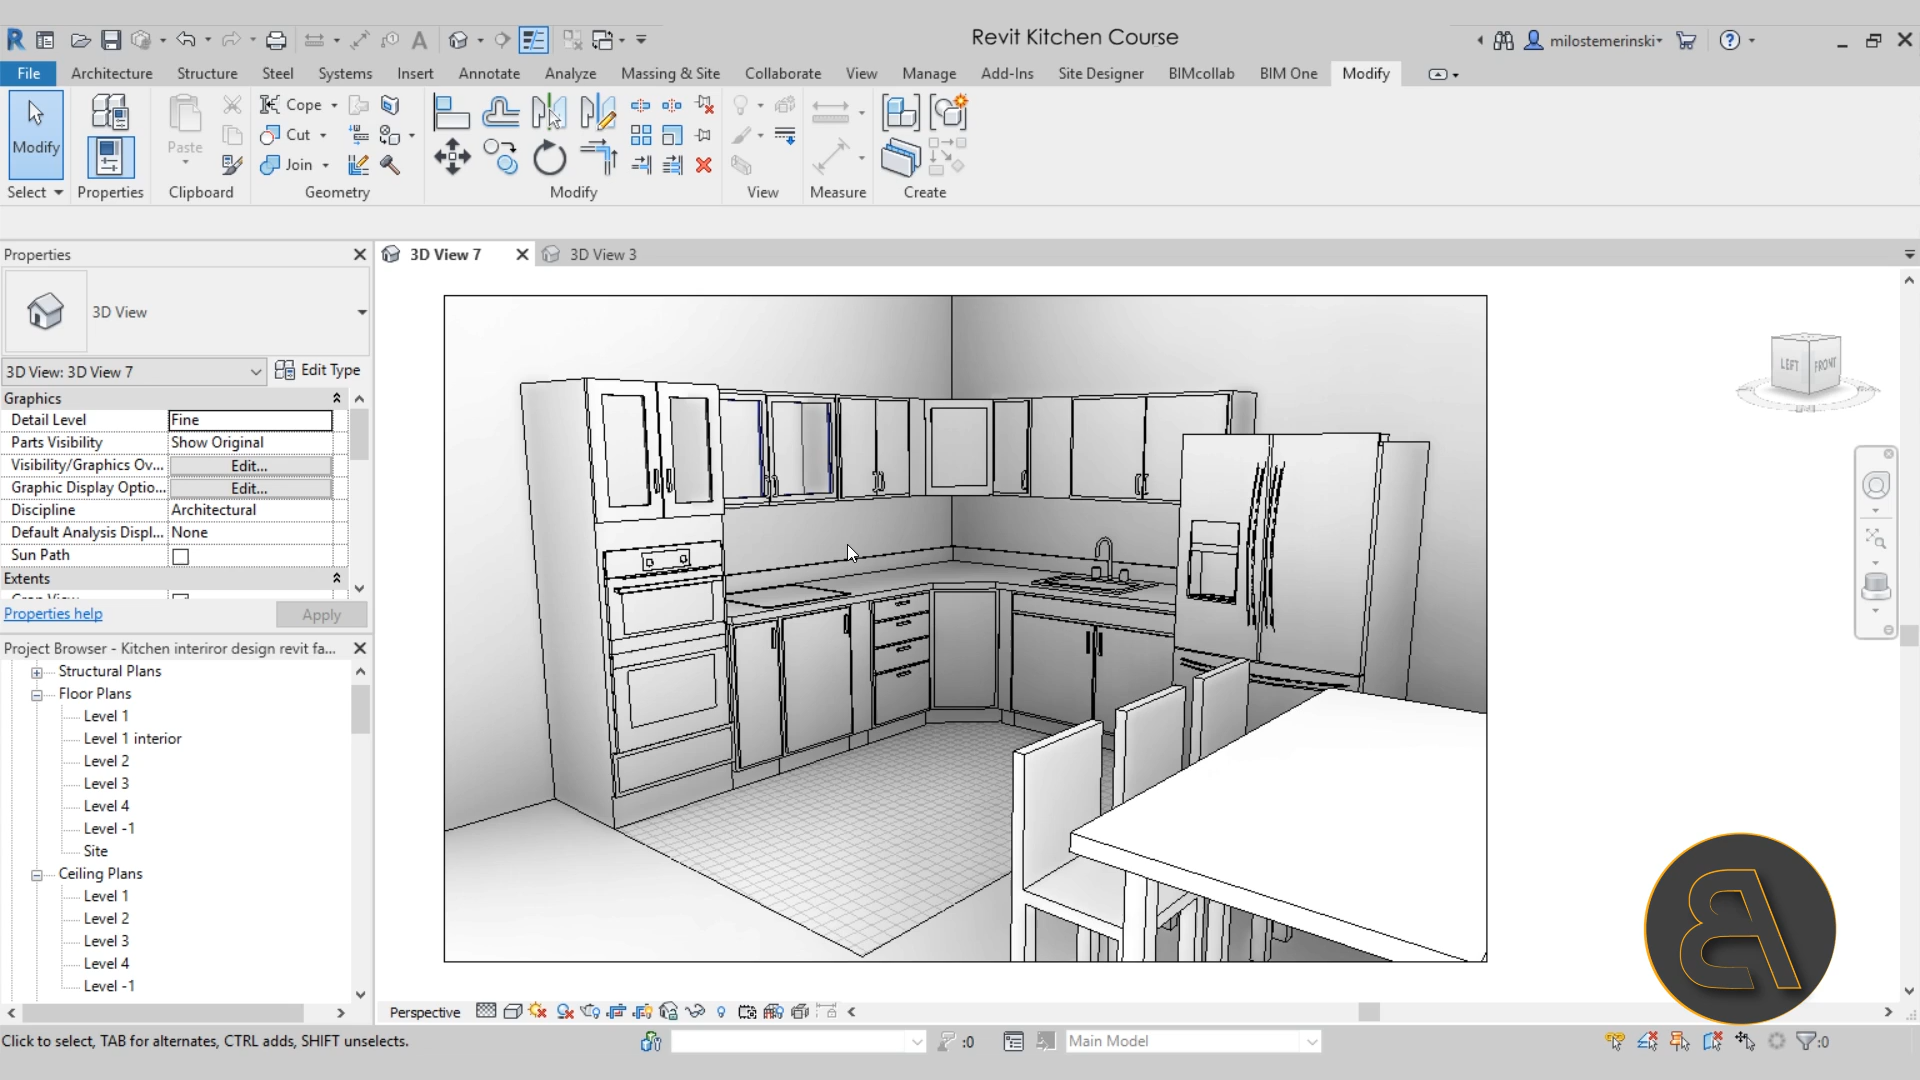 Revit Kitchen Course
milostemerinski
File Architecture Structure Steel Systems Insert Annotate Analyze Massing & Site Collaborate View Manage Add-Ins Site Designer BIMcollab BIM One Modify
Modify
Paste
Cope
Cut
Join
Select Properties Clipboard Geometry Modify View Measure Create
Properties
3D View 7 3D View 3
3D View
3D View: 3D View 7 Edit Type
Graphics
Detail Level Fine
Parts Visibility Show Original
Visibility/Graphics Ov... Edit...
Graphic Display Optio... Edit...
Discipline Architectural
Default Analysis Displ... None
Sun Path
Extents
Properties help Apply
Project Browser - Kitchen interiror design revit fa...
Structural Plans
Floor Plans
Level 1
Level 1 interior
Level 2
Level 3
Level 4
Level -1
Site
Ceiling Plans
Level 1
Level 2
Level 3
Level 4
Level -1
LEFT FRONT
Perspective
Click to select, TAB for alternates, CTRL adds, SHIFT unselects.
:0
Main Model
:0